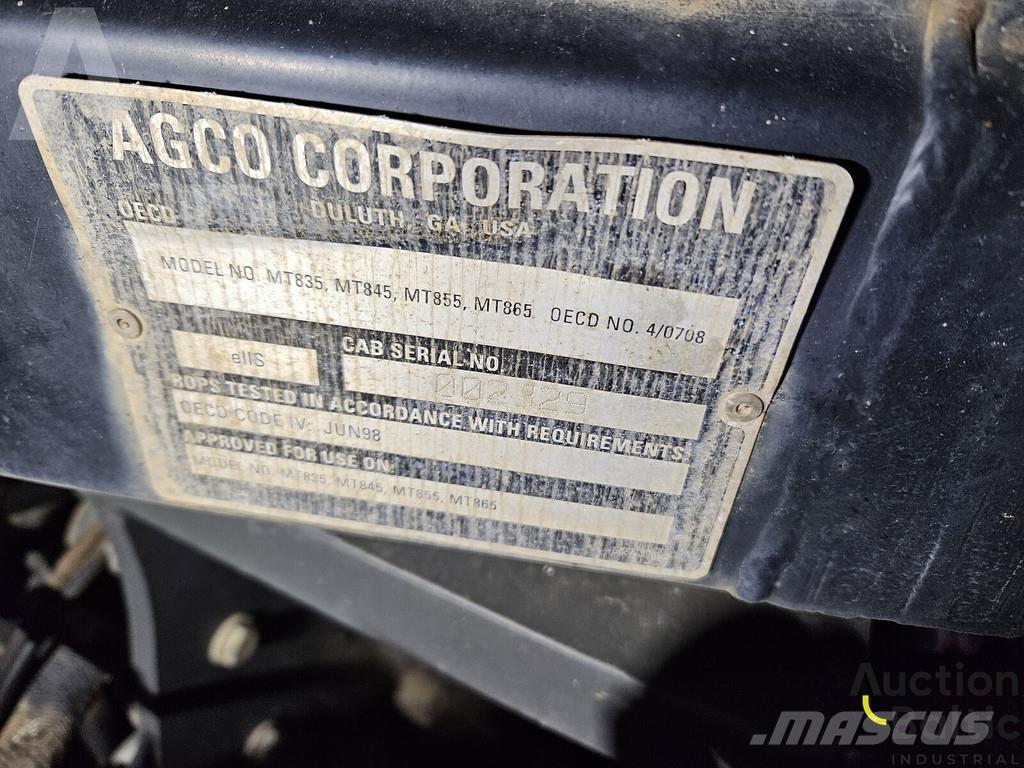 AGCO CORPORATION
OECD DULUTH, GA, USA
MODEL NO. MT835, MT845, MT855, MT865 OECD NO. 4/0708
CAB SERIAL NO.
ellS
ROPS TESTED IN ACCORDANCE WITH REQUIREMENTS:
OECD CODE IV: JUN98
APPROVED FOR USE ON:
MODEL NO. MT835, MT845, MT855, MT865
Auction
Baltic
.MASCUS
INDUSTRIAL